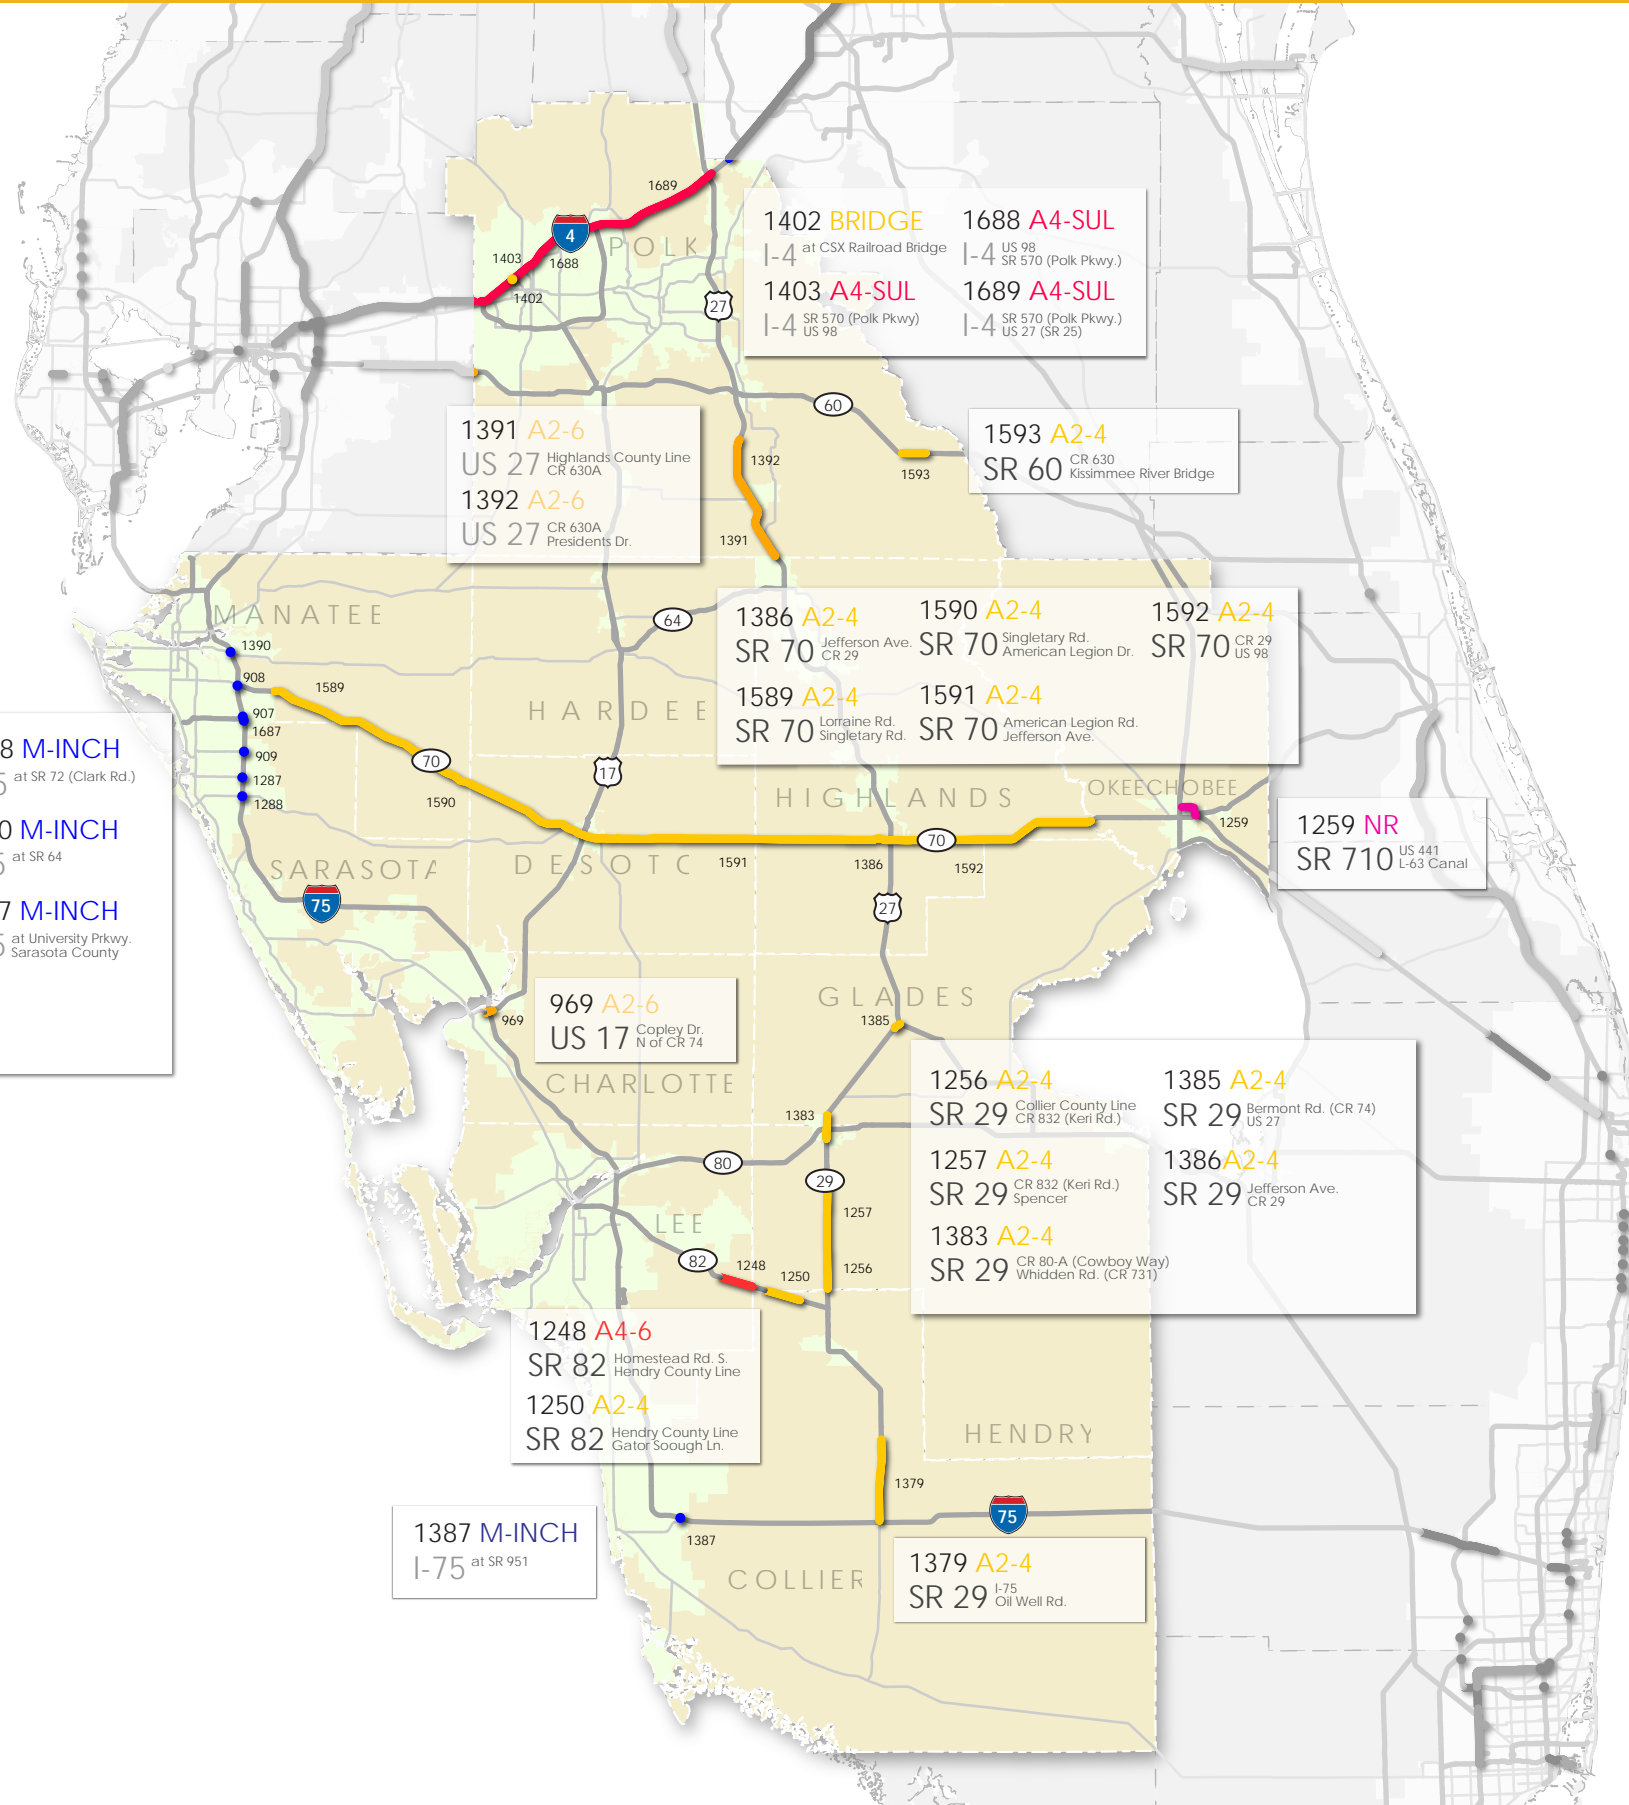 1689
4
POLK
1403
1688
1402
27
1402 BRIDGE
I-4 at CSX Railroad Bridge
1403 A4-SUL
I-4 SR 570 (Polk Pkwy)
US 98
1688 A4-SUL
I-4 US 98
SR 570 (Polk Pkwy.)
1689 A4-SUL
I-4 SR 570 (Polk Pkwy.)
US 27 (SR 25)
60
1593
1593 A2-4
SR 60 CR 630
Kissimmee River Bridge
1391 A2-6
US 27 Highlands County Line
CR 630A
1392 A2-6
US 27 CR 630A
Presidents Dr.
1392
1391
MANATEE
64
1390
908
1589
907
1687
909
1287
1288
HARDEE
1386 A2-4
SR 70 Jefferson Ave.
CR 29
1589 A2-4
SR 70 Lorraine Rd.
Singletary Rd.
1590 A2-4
SR 70 Singletary Rd.
American Legion Dr.
1591 A2-4
SR 70 American Legion Rd.
Jefferson Ave.
1592 A2-4
SR 70 CR 29
US 98
8 M-INCH
5 at SR 72 (Clark Rd.)
0 M-INCH
5 at SR 64
7 M-INCH
5 at University Prkwy.
Sarasota County
70
1590
17
HIGHLANDS
OKEECHOBEE
1259
1259 NR
SR 710 US 441
L-63 Canal
SARASOTA
DESOTO
1591
1386
70
1592
75
27
969
969 A2-6
US 17 Copley Dr.
N of CR 74
GLADES
1385
CHARLOTTE
1383
80
29
1256 A2-4
SR 29 Collier County Line
CR 832 (Keri Rd.)
1257 A2-4
SR 29 CR 832 (Keri Rd.)
Spencer
1383 A2-4
SR 29 CR 80-A (Cowboy Way)
Whidden Rd. (CR 731)
1385 A2-4
SR 29 Bermont Rd. (CR 74)
US 27
1386 A2-4
SR 29 Jefferson Ave.
CR 29
1257
LEE
82
1248
1250
1256
1248 A4-6
SR 82 Homestead Rd. S.
Hendry County Line
1250 A2-4
SR 82 Hendry County Line
Gator Soough Ln.
HENDRY
1379
75
1387 M-INCH
I-75 at SR 951
1387
COLLIER
1379 A2-4
SR 29 I-75
Oil Well Rd.